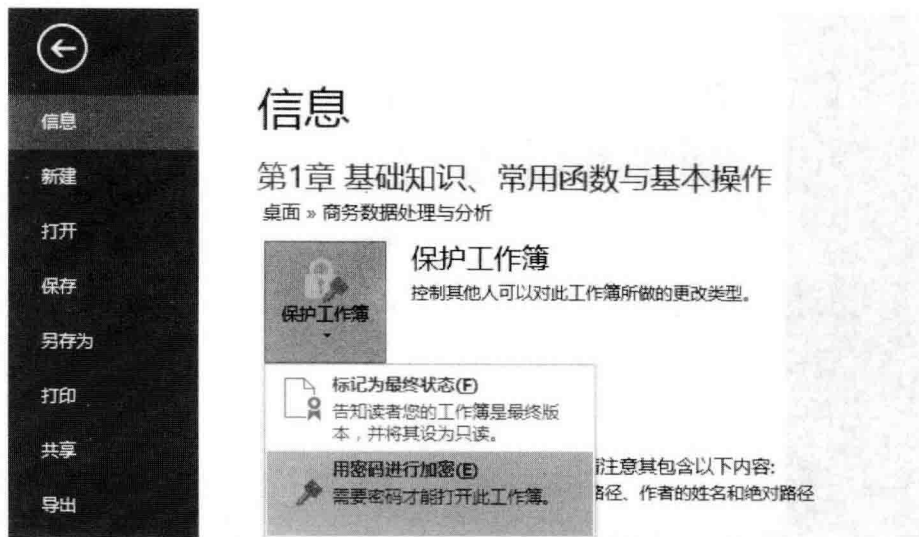 信息
新建
打开
保存
另存为
打印
共享
导出
信息
第1章 基础知识、常用函数与基本操作
桌面 » 商务数据处理与分析
保护工作簿
保护工作簿
控制其他人可以对此工作簿所做的更改类型。
标记为最终状态(F)
告知读者您的工作簿是最终版
本，并将其设为只读。
用密码进行加密(E)
需要密码才能打开此工作簿。
注意其包含以下内容:
路径、作者的姓名和绝对路径